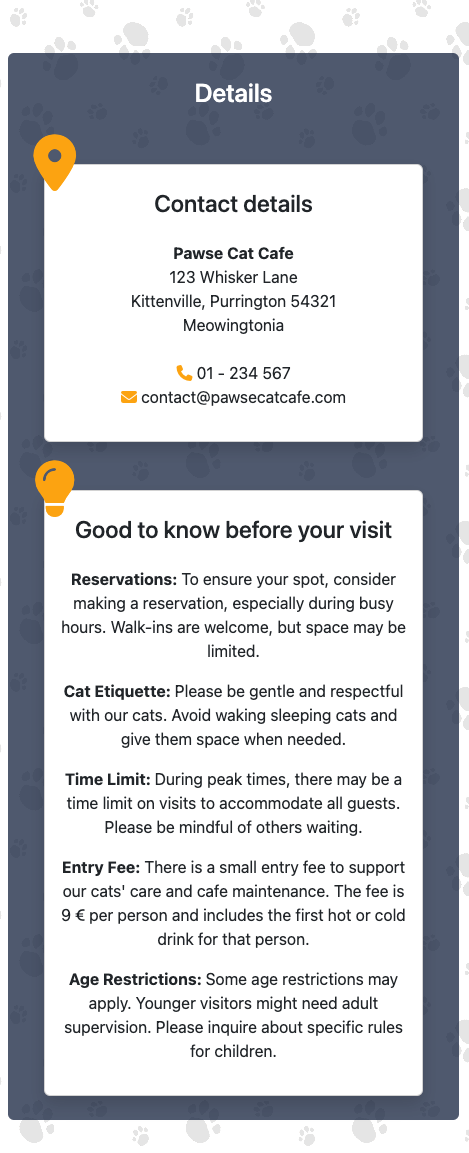 Details
Contact details
Pawse Cat Cafe
123 Whisker Lane
Kittenville, Purrington 54321
Meowingtonia
01 - 234 567
contact@pawsecatcafe.com
Good to know before your visit
Reservations: To ensure your spot, consider
making a reservation, especially during busy
hours. Walk-ins are welcome, but space may be
limited.
Cat Etiquette: Please be gentle and respectful
with our cats. Avoid waking sleeping cats and
give them space when needed.
Time Limit: During peak times, there may be a
time limit on visits to accommodate all guests.
Please be mindful of others waiting.
Entry Fee: There is a small entry fee to support
our cats' care and cafe maintenance. The fee is
9 € per person and includes the first hot or cold
drink for that person.
Age Restrictions: Some age restrictions may
apply. Younger visitors might need adult
supervision. Please inquire about specific rules
for children.